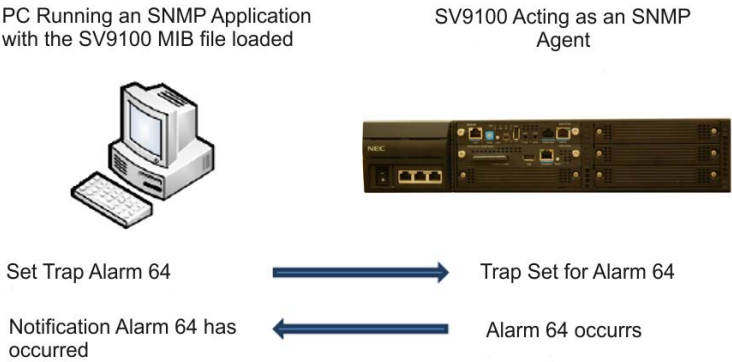 PC Running an SNMP Application
with the SV9100 MIB file loaded
SV9100 Acting as an SNMP
Agent
NEC
Set Trap Alarm 64
Trap Set for Alarm 64
Notification Alarm 64 has
occurred
Alarm 64 occurrs